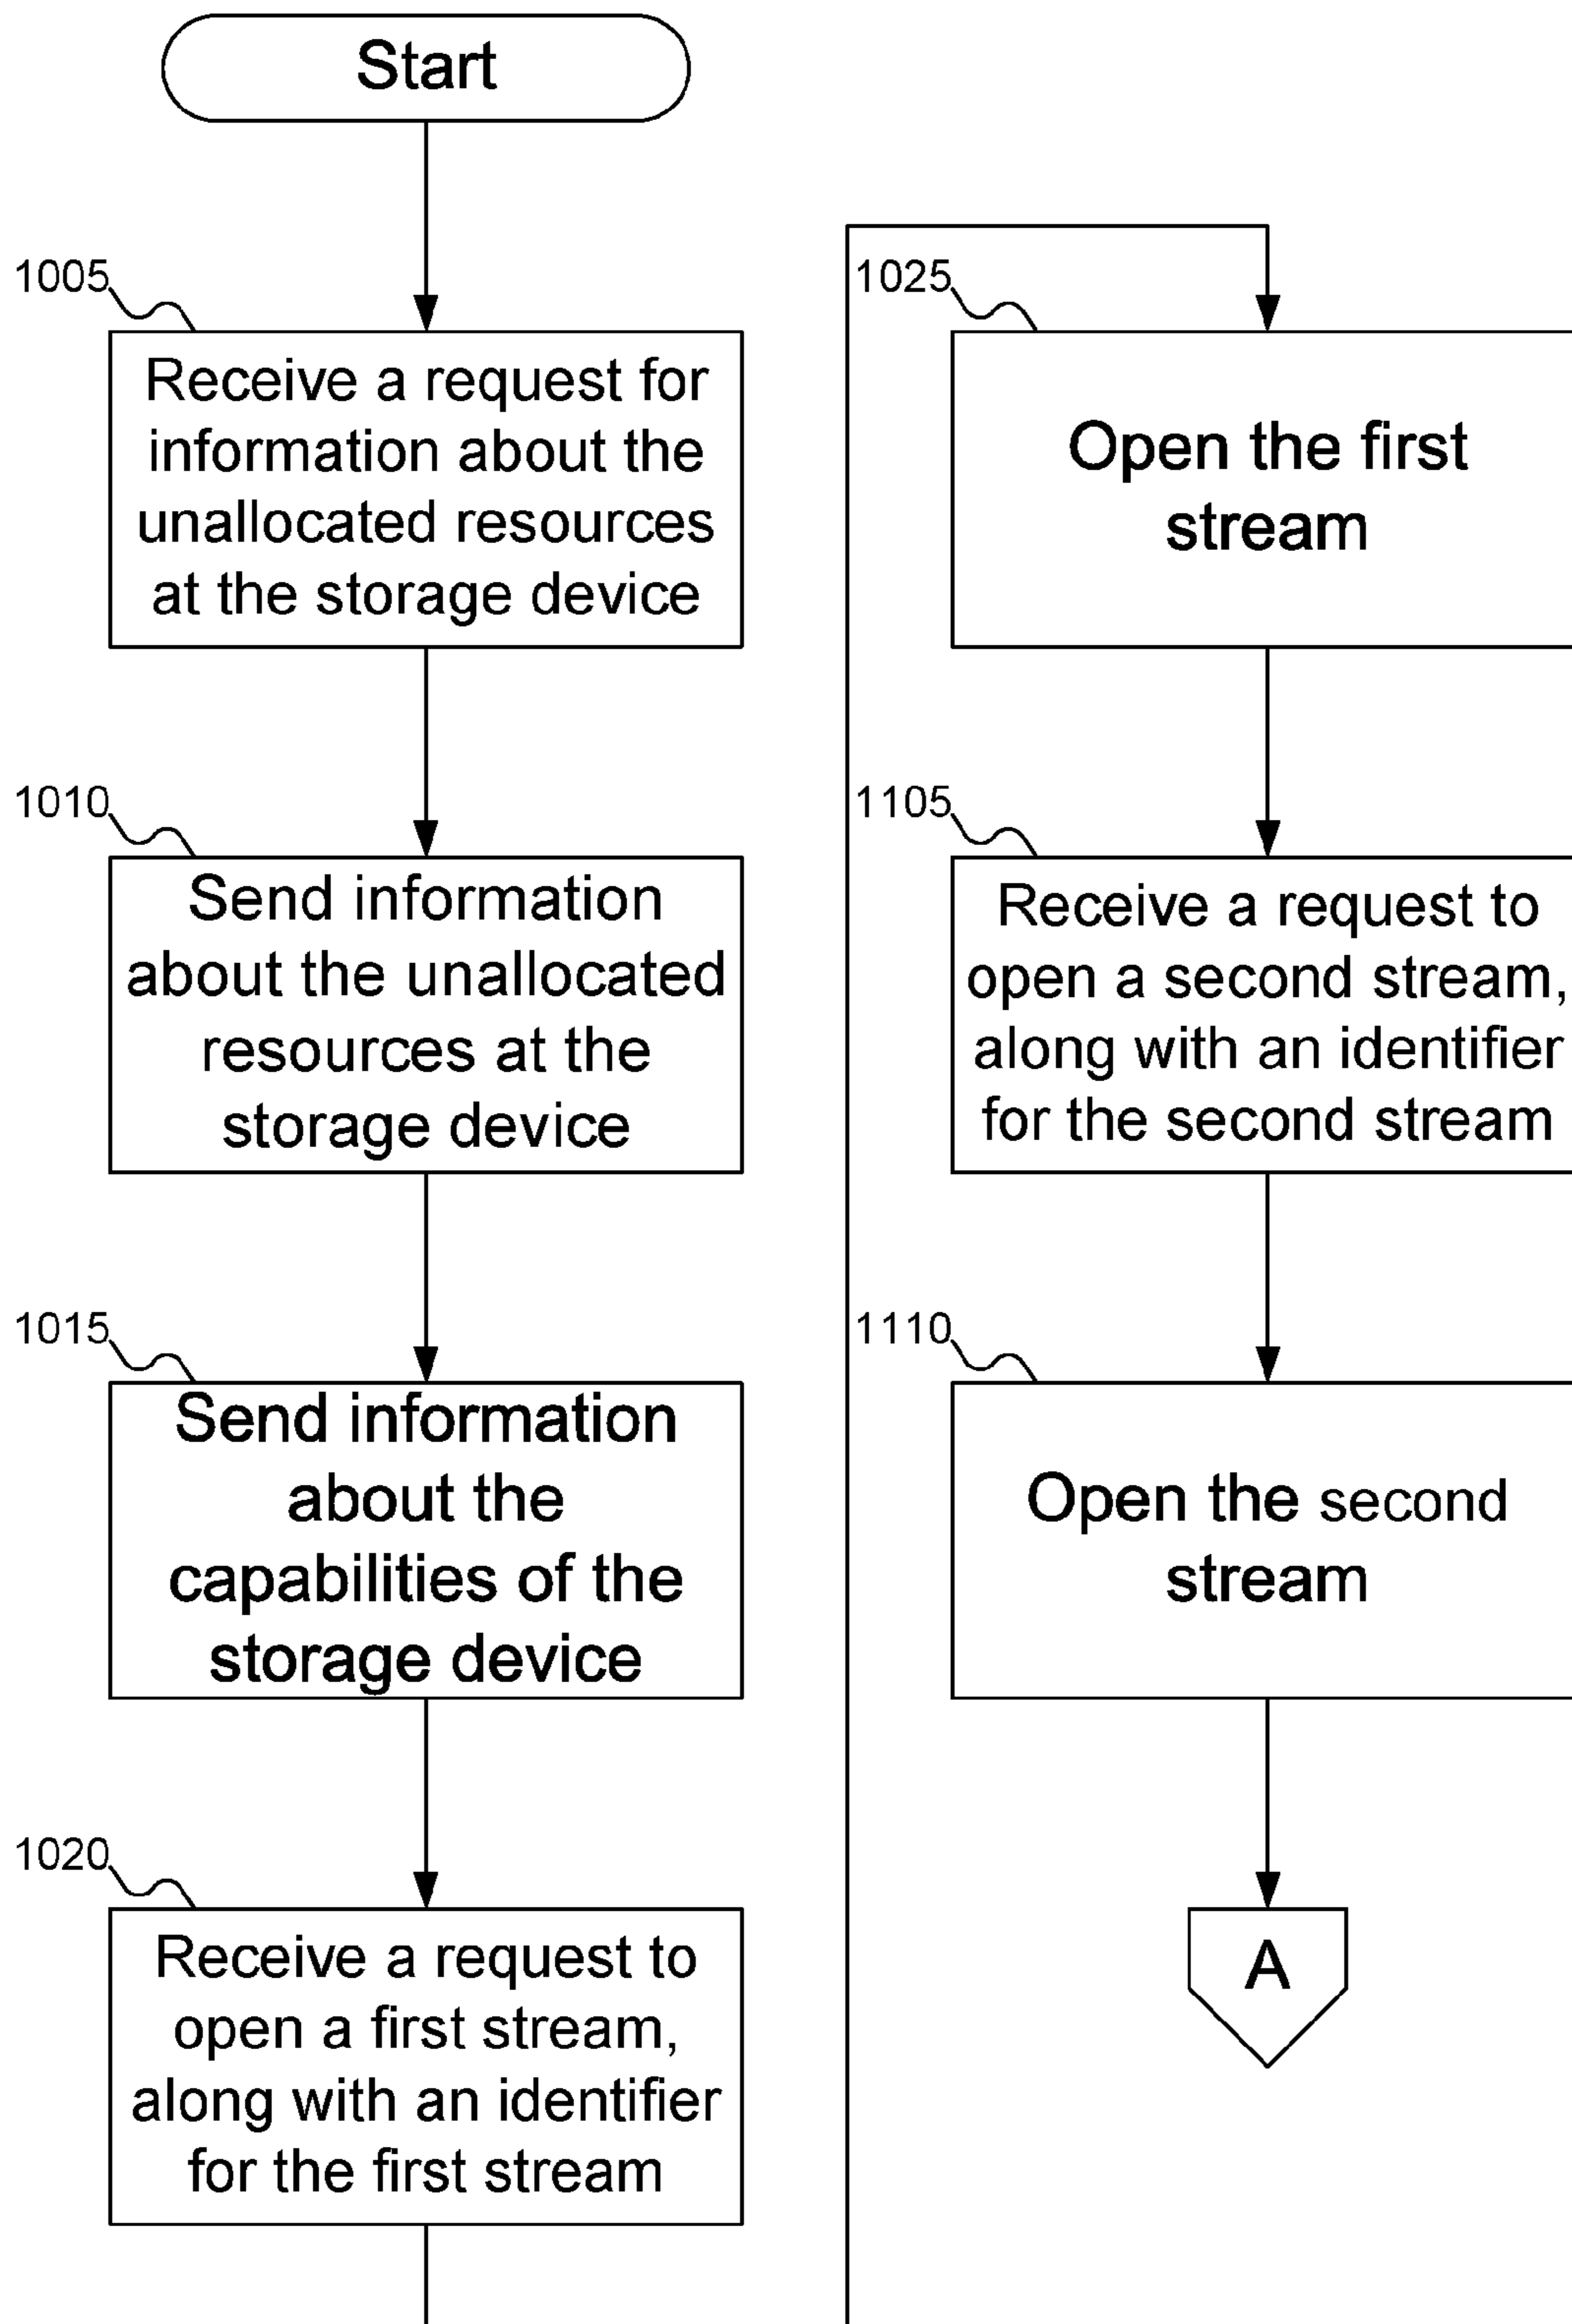 Start
1005
Receive a request for
information about the
unallocated resources
at the storage device
1010
Send information
about the unallocated
resources at the
storage device
1015
Send information
about the
capabilities of the
storage device
1020
Receive a request to
open a first stream,
along with an identifier
for the first stream
1025
Open the first
stream
1105
Receive a request to
open a second stream,
along with an identifier
for the second stream
1110
Open the second
stream
A